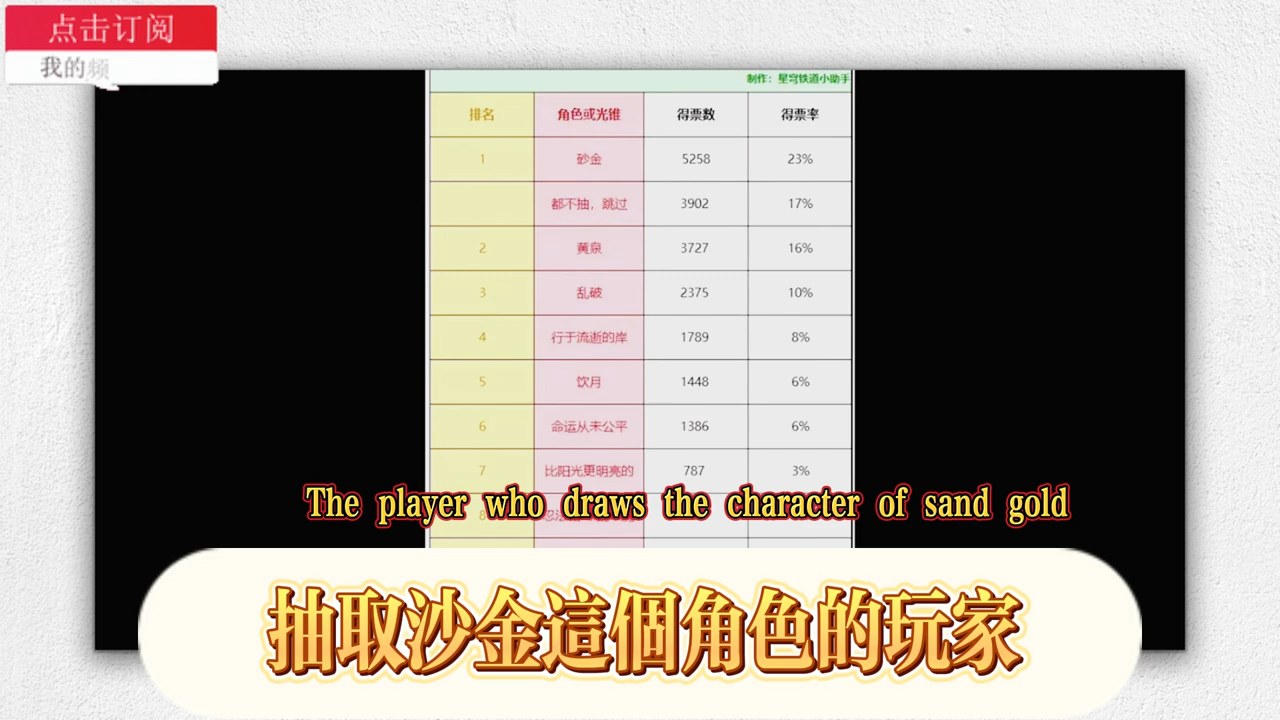 点击订阅
我的频
制作：星穹铁道小助手
排名 角色或光锥 得票数 得票率
1 砂金 5258 23%
都不抽，跳过 3902 17%
2 黄泉 3727 16%
3 乱破 2375 10%
4 行于流逝的岸 1789 8%
5 饮月 1448 6%
6 命运从未公平 1386 6%
7 比阳光更明亮的 787 3%
8
The player who draws the character of sand gold
抽取沙金這個角色的玩家